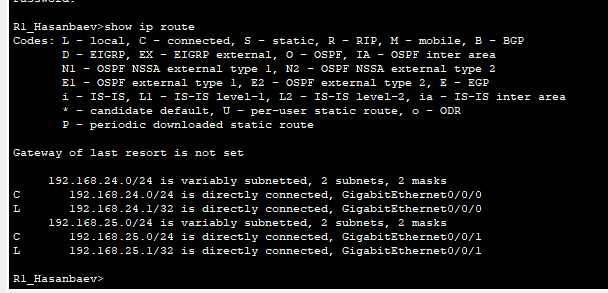 Password:
R1_Hasanbaev>show ip route
Codes: L - local, C - connected, S - static, R - RIP, M - mobile, B - BGP
D - EIGRP, EX - EIGRP external, O - OSPF, IA - OSPF inter area
N1 - OSPF NSSA external type 1, N2 - OSPF NSSA external type 2
E1 - OSPF external type 1, E2 - OSPF external type 2, E - EGP
i - IS-IS, L1 - IS-IS level-1, L2 - IS-IS level-2, ia - IS-IS inter area
* - candidate default, U - per-user static route, o - ODR
P - periodic downloaded static route
Gateway of last resort is not set
192.168.24.0/24 is variably subnetted, 2 subnets, 2 masks
C 192.168.24.0/24 is directly connected, GigabitEthernet0/0/0
L 192.168.24.1/32 is directly connected, GigabitEthernet0/0/0
192.168.25.0/24 is variably subnetted, 2 subnets, 2 masks
C 192.168.25.0/24 is directly connected, GigabitEthernet0/0/1
L 192.168.25.1/32 is directly connected, GigabitEthernet0/0/1
R1_Hasanbaev>